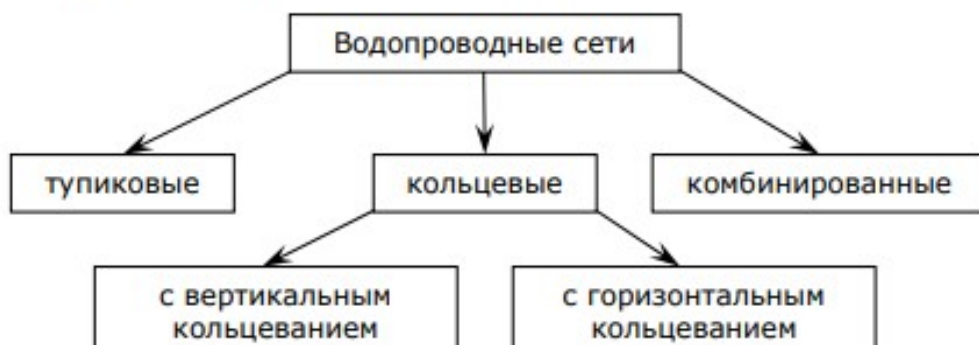 Водопроводные сети
тупиковые
кольцевые
комбинированные
с вертикальным
кольцеванием
с горизонтальным
кольцеванием